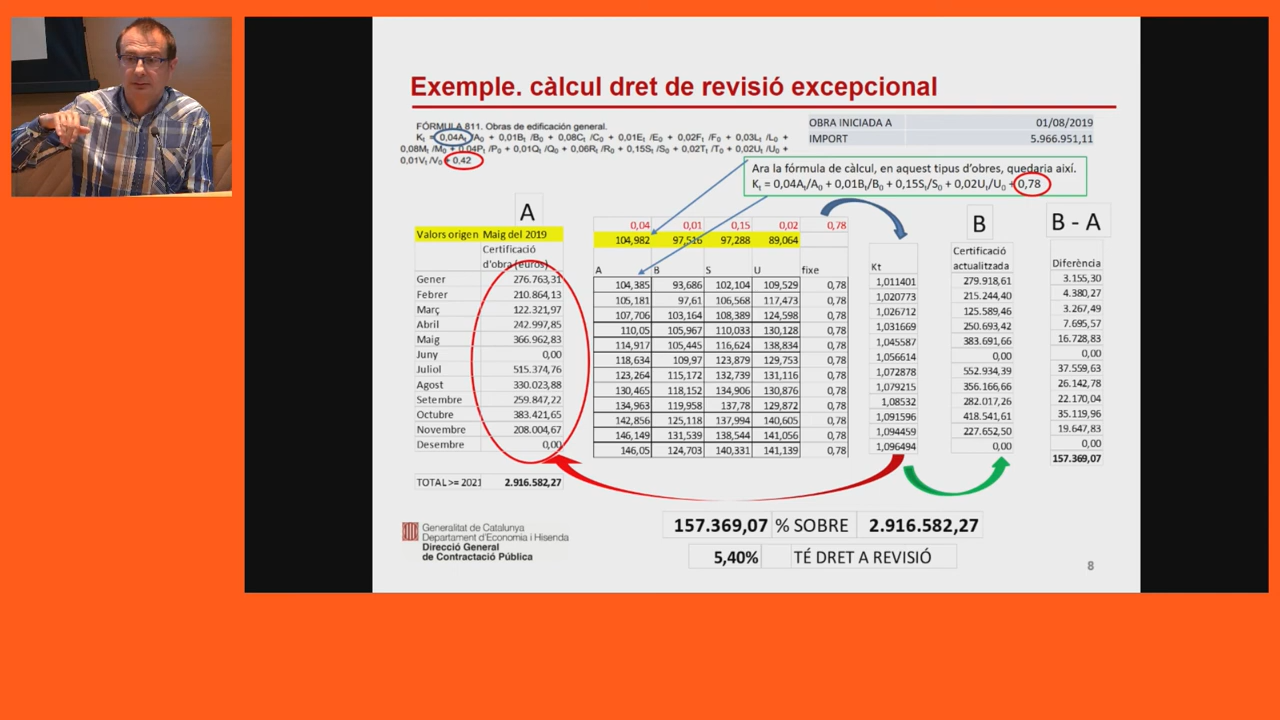 Exemple. càlcul dret de revisió excepcional
FÓRMULA 811. Obras de edificación general.
Kt = 0,04At /A0 + 0,01Bt /B0 + 0,08Ct /C0 + 0,01Et /E0 + 0,02Ft /F0 + 0,03Lt /L0 +
0,08Mt /M0 + 0,04Pt /P0 + 0,01Qt /Q0 + 0,06Rt /R0 + 0,15St /S0 + 0,02Tt /T0 + 0,02Ut /U0 +
0,01Vt /V0 + 0,42
OBRA INICIADA A 01/08/2019
IMPORT 5.966.951,11
Ara la fórmula de càlcul, en aquest tipus d'obres, quedaria així.
Kt = 0,04At/A0 + 0,01Bt/B0 + 0,15St/S0 + 0,02Ut/U0 + 0,78
A B B - A
0,04 0,01 0,15 0,02 0,78
Valors origen Maig del 2019 104,982 97,516 97,288 89,064
Certificació d'obra (euros) A B S U fixe Kt Certificació actualitzada Diferència
Gener 276.763,31 104,385 93,686 102,104 109,529 0,78 1,011401 279.918,61 3.155,30
Febrer 210.864,13 105,181 97,61 106,568 117,473 0,78 1,020773 215.244,40 4.380,27
Març 122.321,97 107,706 103,164 108,389 124,598 0,78 1,026712 125.589,46 3.267,49
Abril 242.997,85 110,05 105,967 110,033 130,128 0,78 1,031669 250.693,42 7.695,57
Maig 366.962,83 114,917 105,445 116,624 138,834 0,78 1,045587 383.691,66 16.728,83
Juny 0,00 118,634 109,97 123,879 129,753 0,78 1,056614 0,00 0,00
Juliol 515.374,76 123,264 115,172 132,739 131,116 0,78 1,072878 552.934,39 37.559,63
Agost 330.023,88 130,465 118,152 134,906 130,876 0,78 1,079215 356.166,66 26.142,78
Setembre 259.847,22 134,963 119,958 137,78 129,872 0,78 1,08532 282.017,26 22.170,04
Octubre 383.421,65 142,856 125,118 137,994 140,605 0,78 1,091596 418.541,61 35.119,96
Novembre 208.004,67 146,149 131,539 138,544 141,056 0,78 1,094459 227.652,50 19.647,83
Desembre 0,00 146,05 124,703 140,331 141,139 0,78 1,096494 0,00 0,00
157.369,07
TOTAL >= 2021 2.916.582,27
157.369,07 % SOBRE 2.916.582,27
5,40% TÉ DRET A REVISIÓ
Generalitat de Catalunya
Departament d'Economia i Hisenda
Direcció General
de Contractació Pública
8